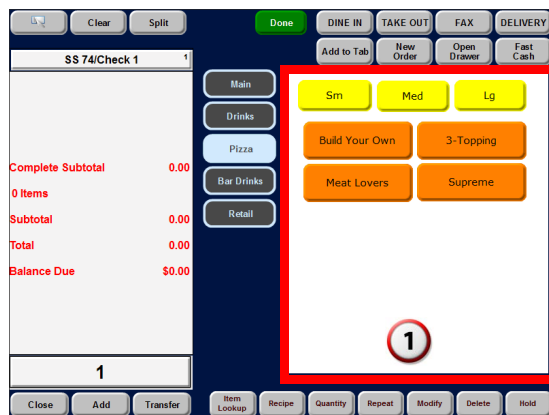 Clear Split Done DINE IN TAKE OUT FAX DELIVERY
Add to Tab New Order Open Drawer Fast Cash
SS 74/Check 1 1
Main
Drinks
Pizza
Bar Drinks
Retail
Sm Med Lg
Build Your Own 3-Topping
Meat Lovers Supreme
Complete Subtotal 0.00
0 Items
Subtotal 0.00
Total 0.00
Balance Due $0.00
1
1
Close Add Transfer Item Lookup Recipe Quantity Repeat Modify Delete Hold